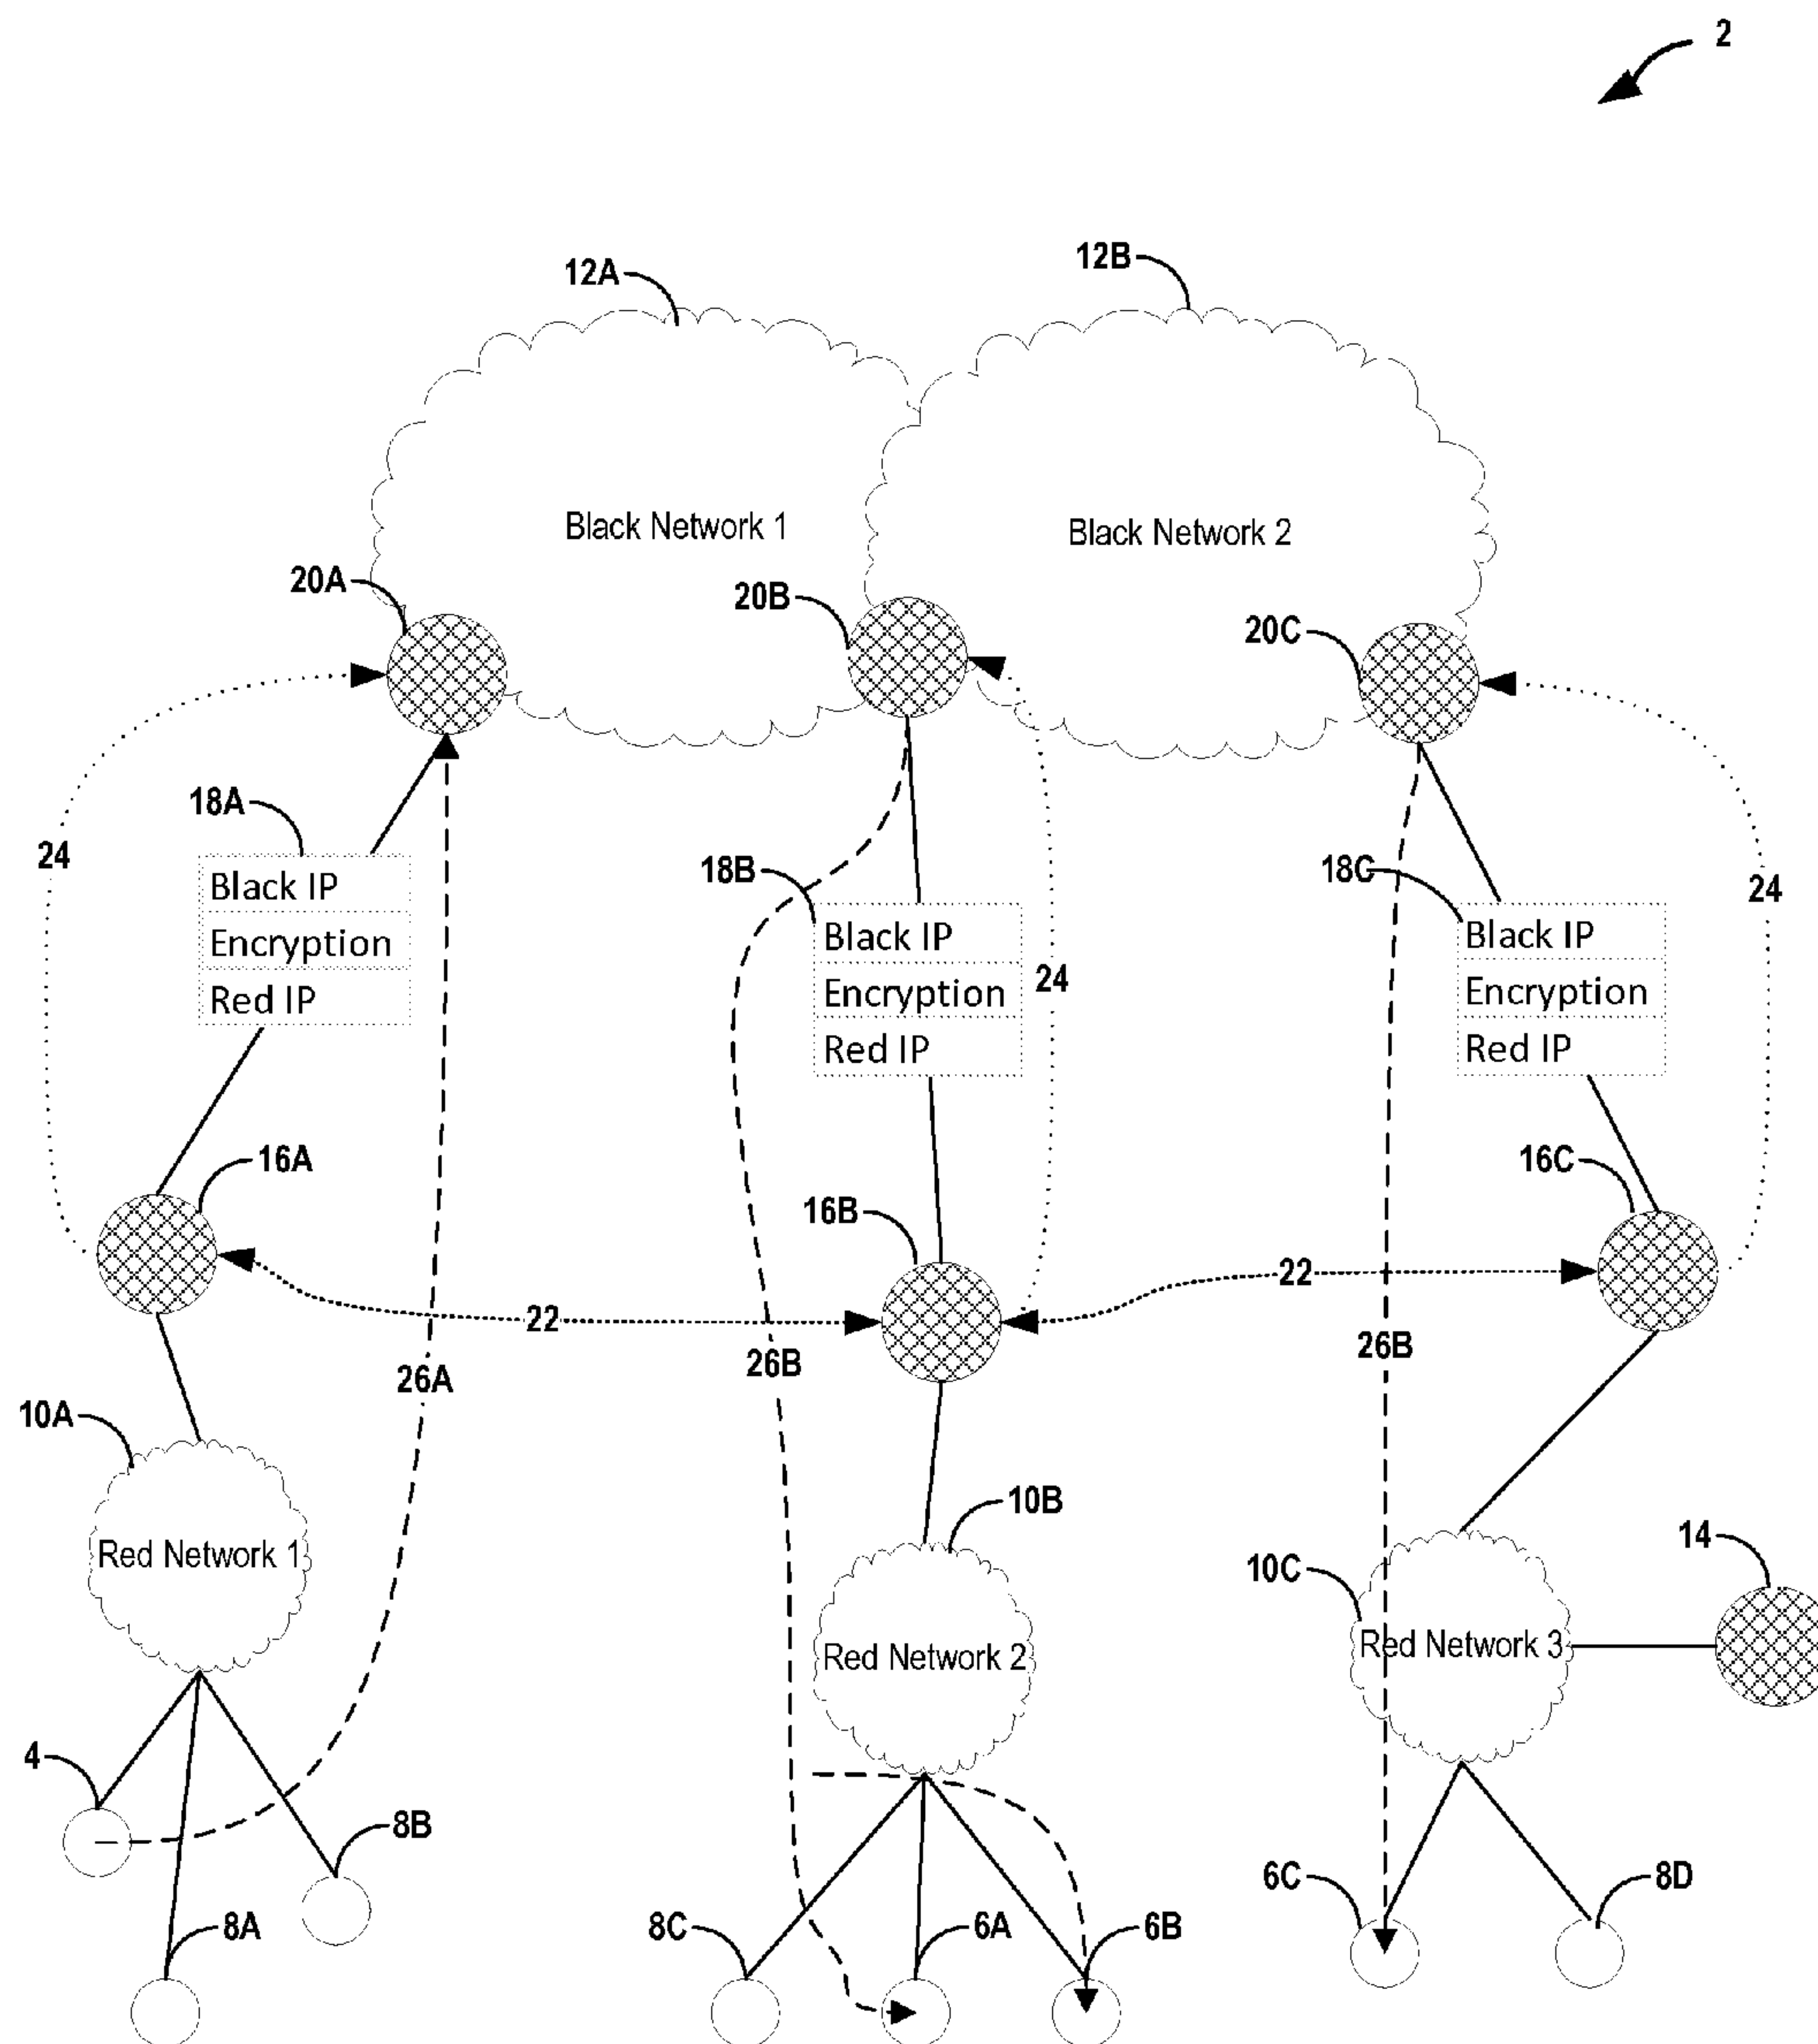 2
12A
12B
Black Network 1
Black Network 2
20A
20B
20C
18A
24
Black IP
Encryption
Red IP
18B
Black IP
Encryption
Red IP
24
18C
Black IP
Encryption
Red IP
24
16A
16B
16C
22
22
26A
26B
26B
10A
Red Network 1
10B
Red Network 2
10C
Red Network 3
14
4
8B
8A
8C
6A
6B
6C
8D